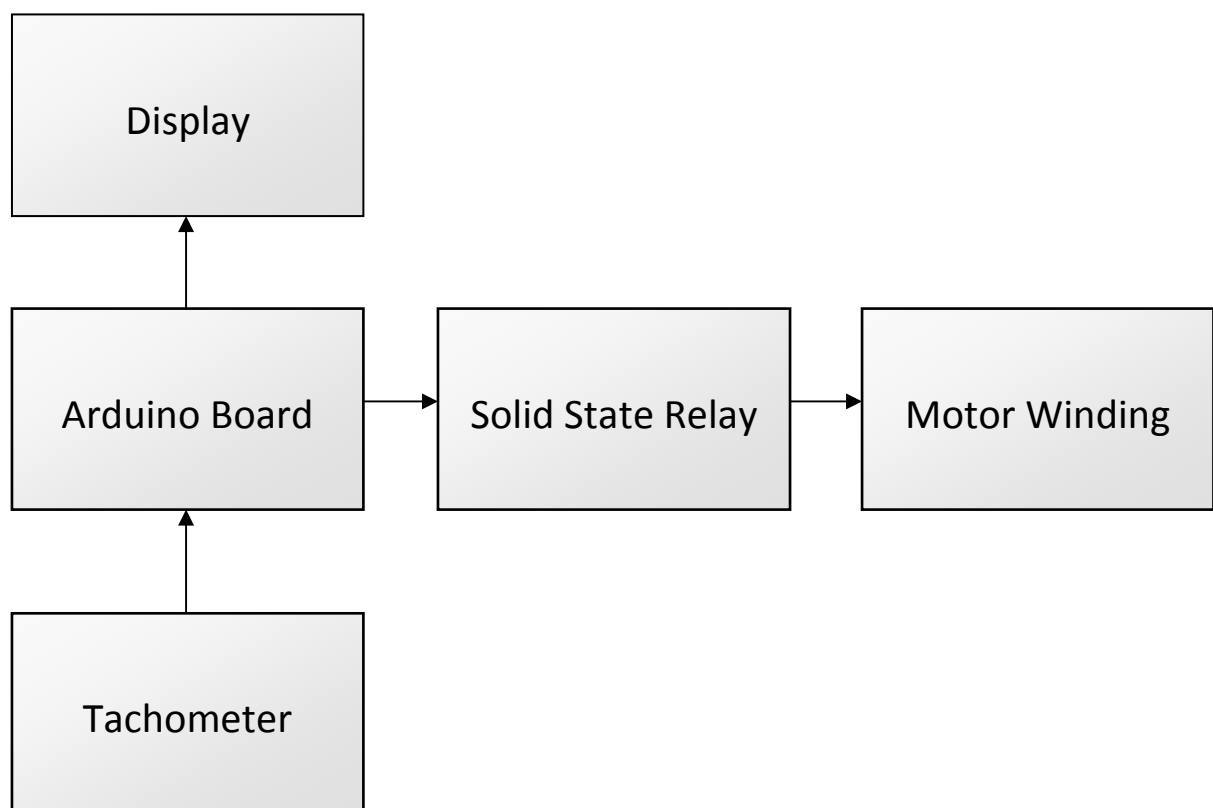 Display
Arduino Board
Solid State Relay
Motor Winding
Tachometer